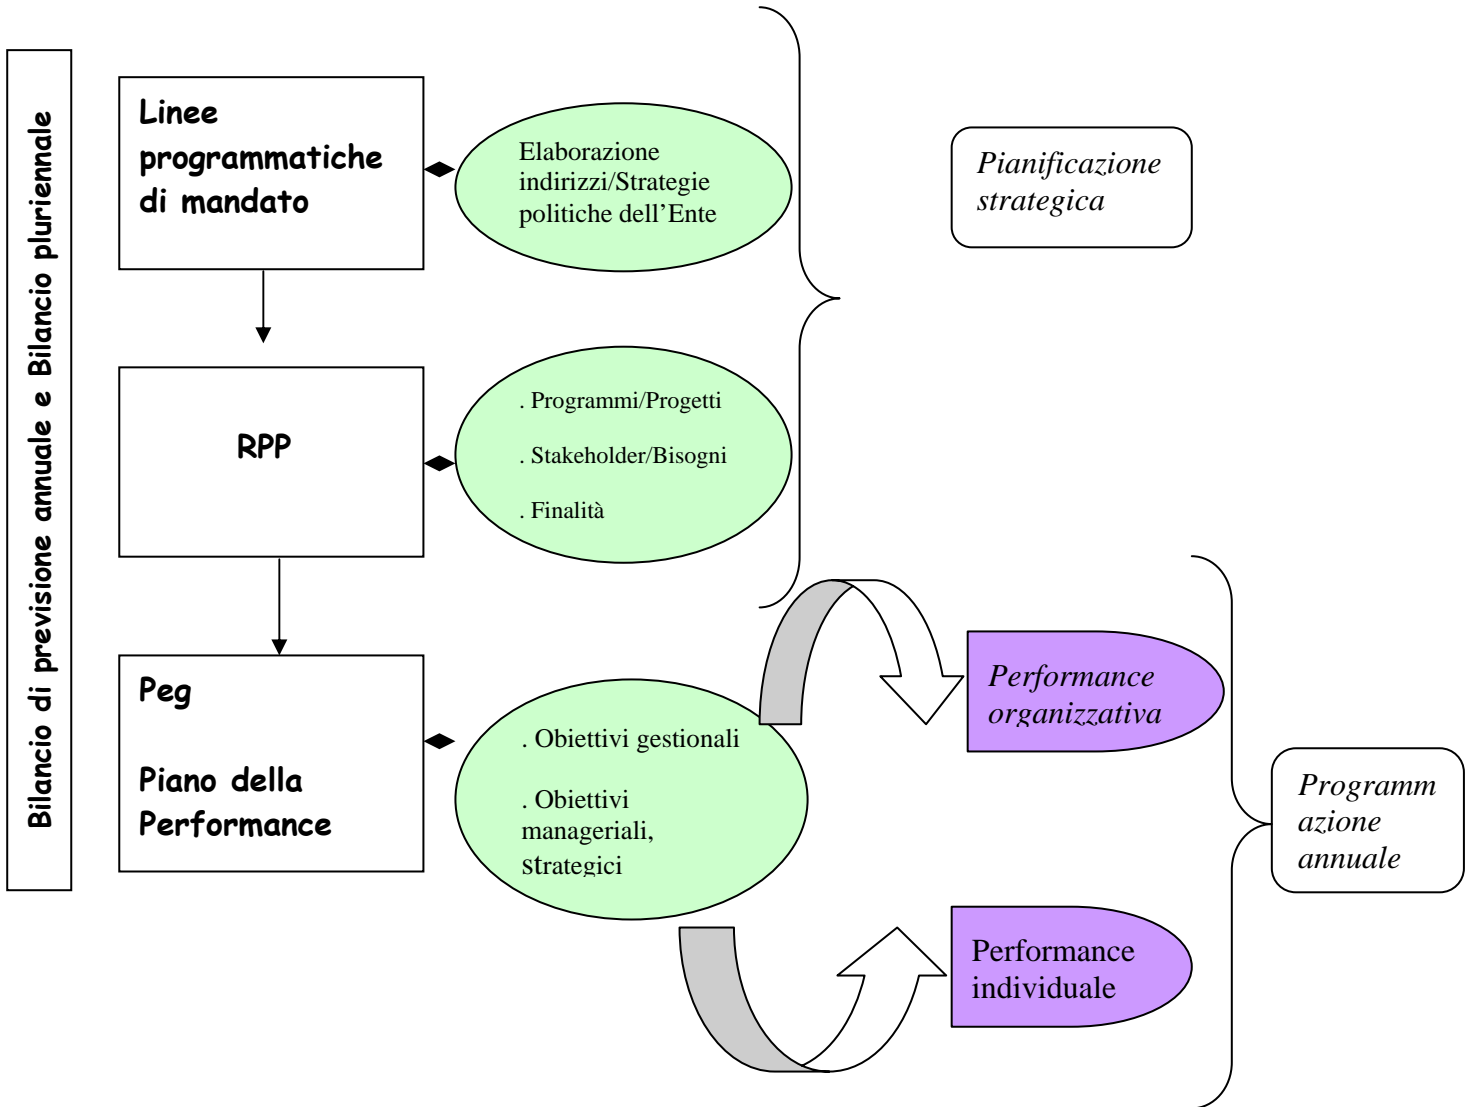 Bilancio di previsione annuale e Bilancio pluriennale
Linee
programmatiche
di mandato
Elaborazione
indirizzi/Strategie
politiche dell’Ente
Pianificazione
strategica
RPP
. Programmi/Progetti
. Stakeholder/Bisogni
. Finalità
Peg
Piano della
Performance
. Obiettivi gestionali
. Obiettivi
manageriali,
strategici
Performance
organizzativa
Performance
individuale
Programm
azione
annuale